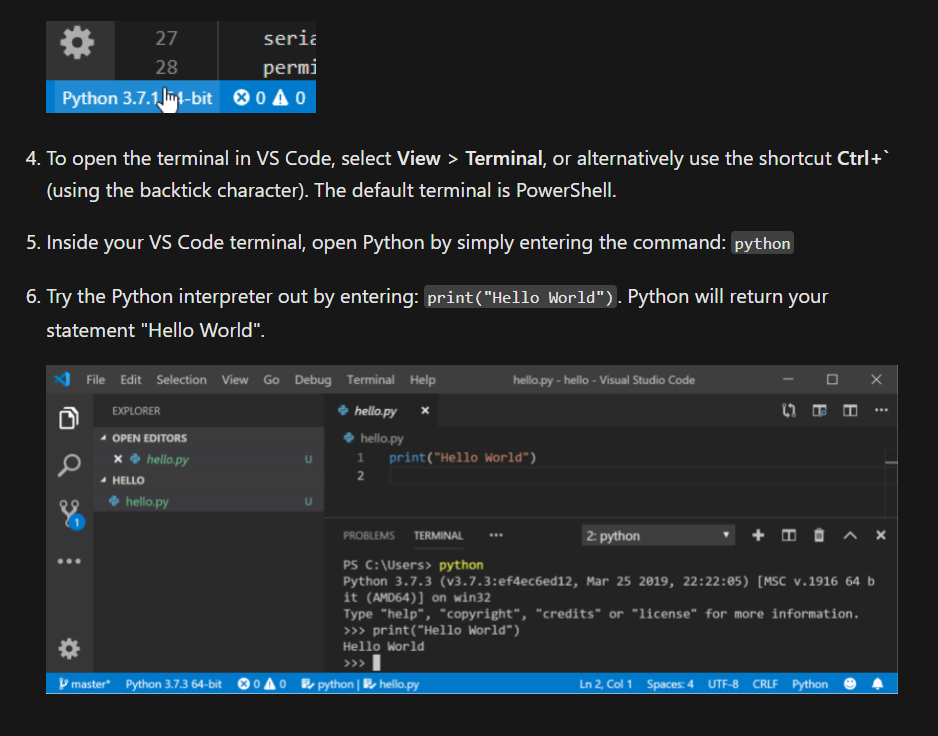 27 seria
28 permi
Python 3.7.1 64-bit 0 0
4. To open the terminal in VS Code, select View > Terminal, or alternatively use the shortcut Ctrl+`
(using the backtick character). The default terminal is PowerShell.
5. Inside your VS Code terminal, open Python by simply entering the command: python
6. Try the Python interpreter out by entering: print("Hello World"). Python will return your
statement "Hello World".
File Edit Selection View Go Debug Terminal Help hello.py - hello - Visual Studio Code
EXPLORER
OPEN EDITORS
hello.py U
HELLO
hello.py U
hello.py
hello.py
1 print("Hello World")
2
1
PROBLEMS TERMINAL 2: python
PS C:\Users> python
Python 3.7.3 (v3.7.3:ef4ec6ed12, Mar 25 2019, 22:22:05) [MSC v.1916 64 b
it (AMD64)] on win32
Type "help", "copyright", "credits" or "license" for more information.
>>> print("Hello World")
Hello World
>>>
master* Python 3.7.3 64-bit 0 0 python | hello.py Ln 2, Col 1 Spaces: 4 UTF-8 CRLF Python